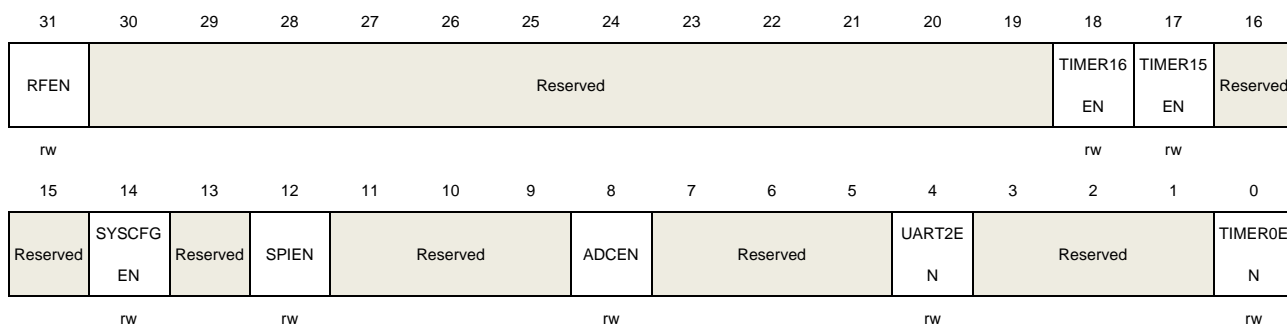 31 30 29 28 27 26 25 24 23 22 21 20 19 18 17 16
RFEN Reserved TIMER16 EN TIMER15 EN Reserved
rw rw rw
15 14 13 12 11 10 9 8 7 6 5 4 3 2 1 0
Reserved SYSCFG EN Reserved SPIEN Reserved ADCEN Reserved UART2E N Reserved TIMER0E N
rw rw rw rw rw